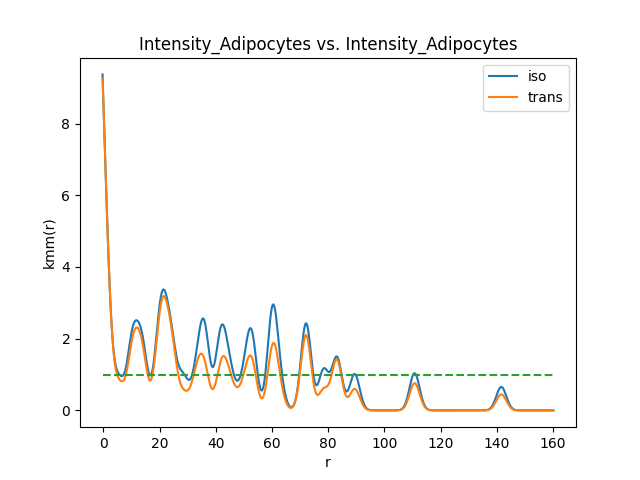 Intensity_Adipocytes vs. Intensity_Adipocytes
iso
trans
kmm(r)
8
6
4
2
0
0 20 40 60 80 100 120 140 160
r